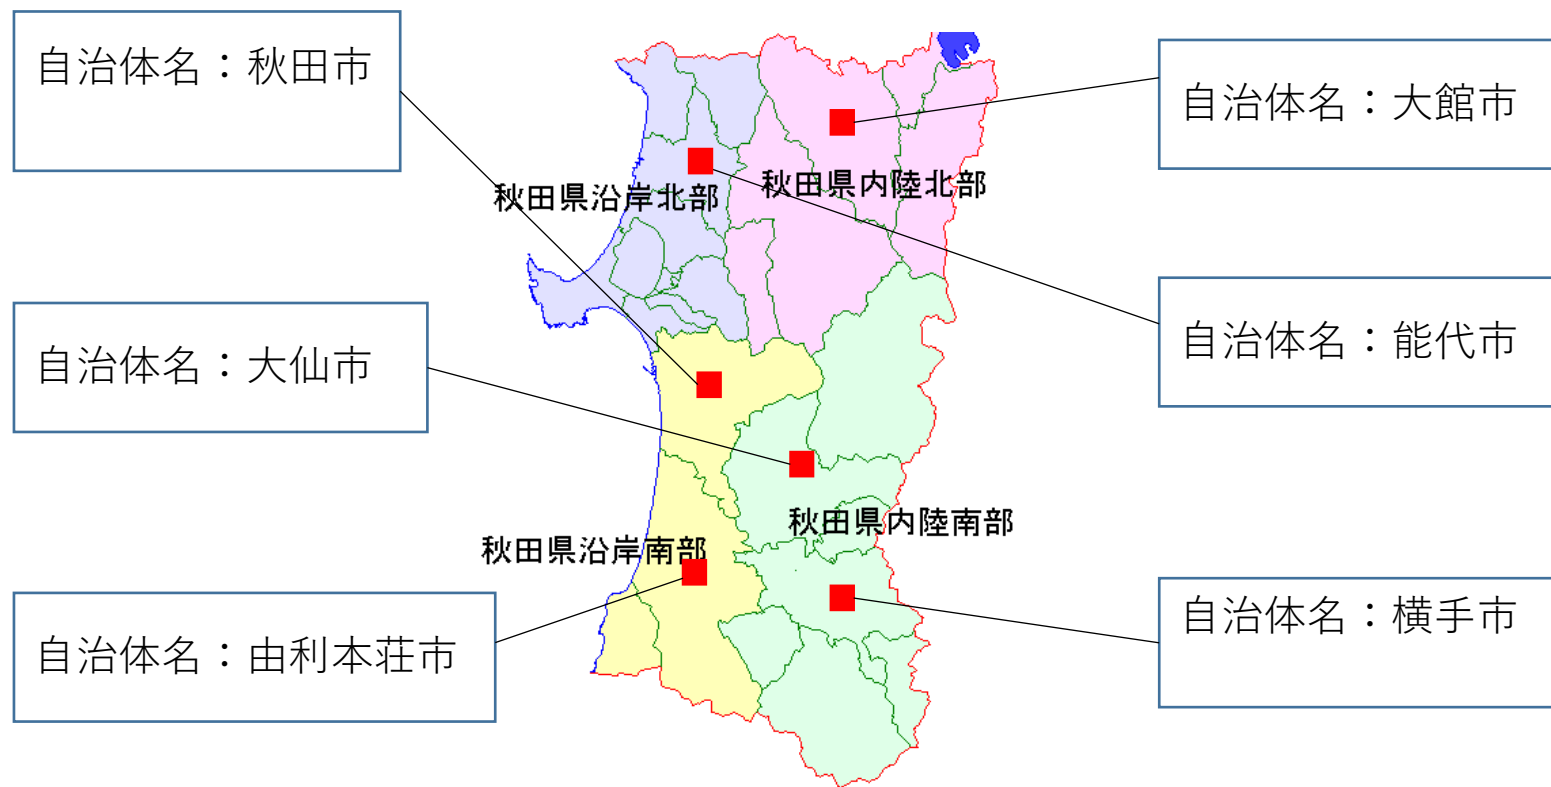 自治体名：秋田市
自治体名：大館市
秋田県沿岸北部
秋田県内陸北部
自治体名：大仙市
自治体名：能代市
秋田県沿岸南部
秋田県内陸南部
自治体名：由利本荘市
自治体名：横手市